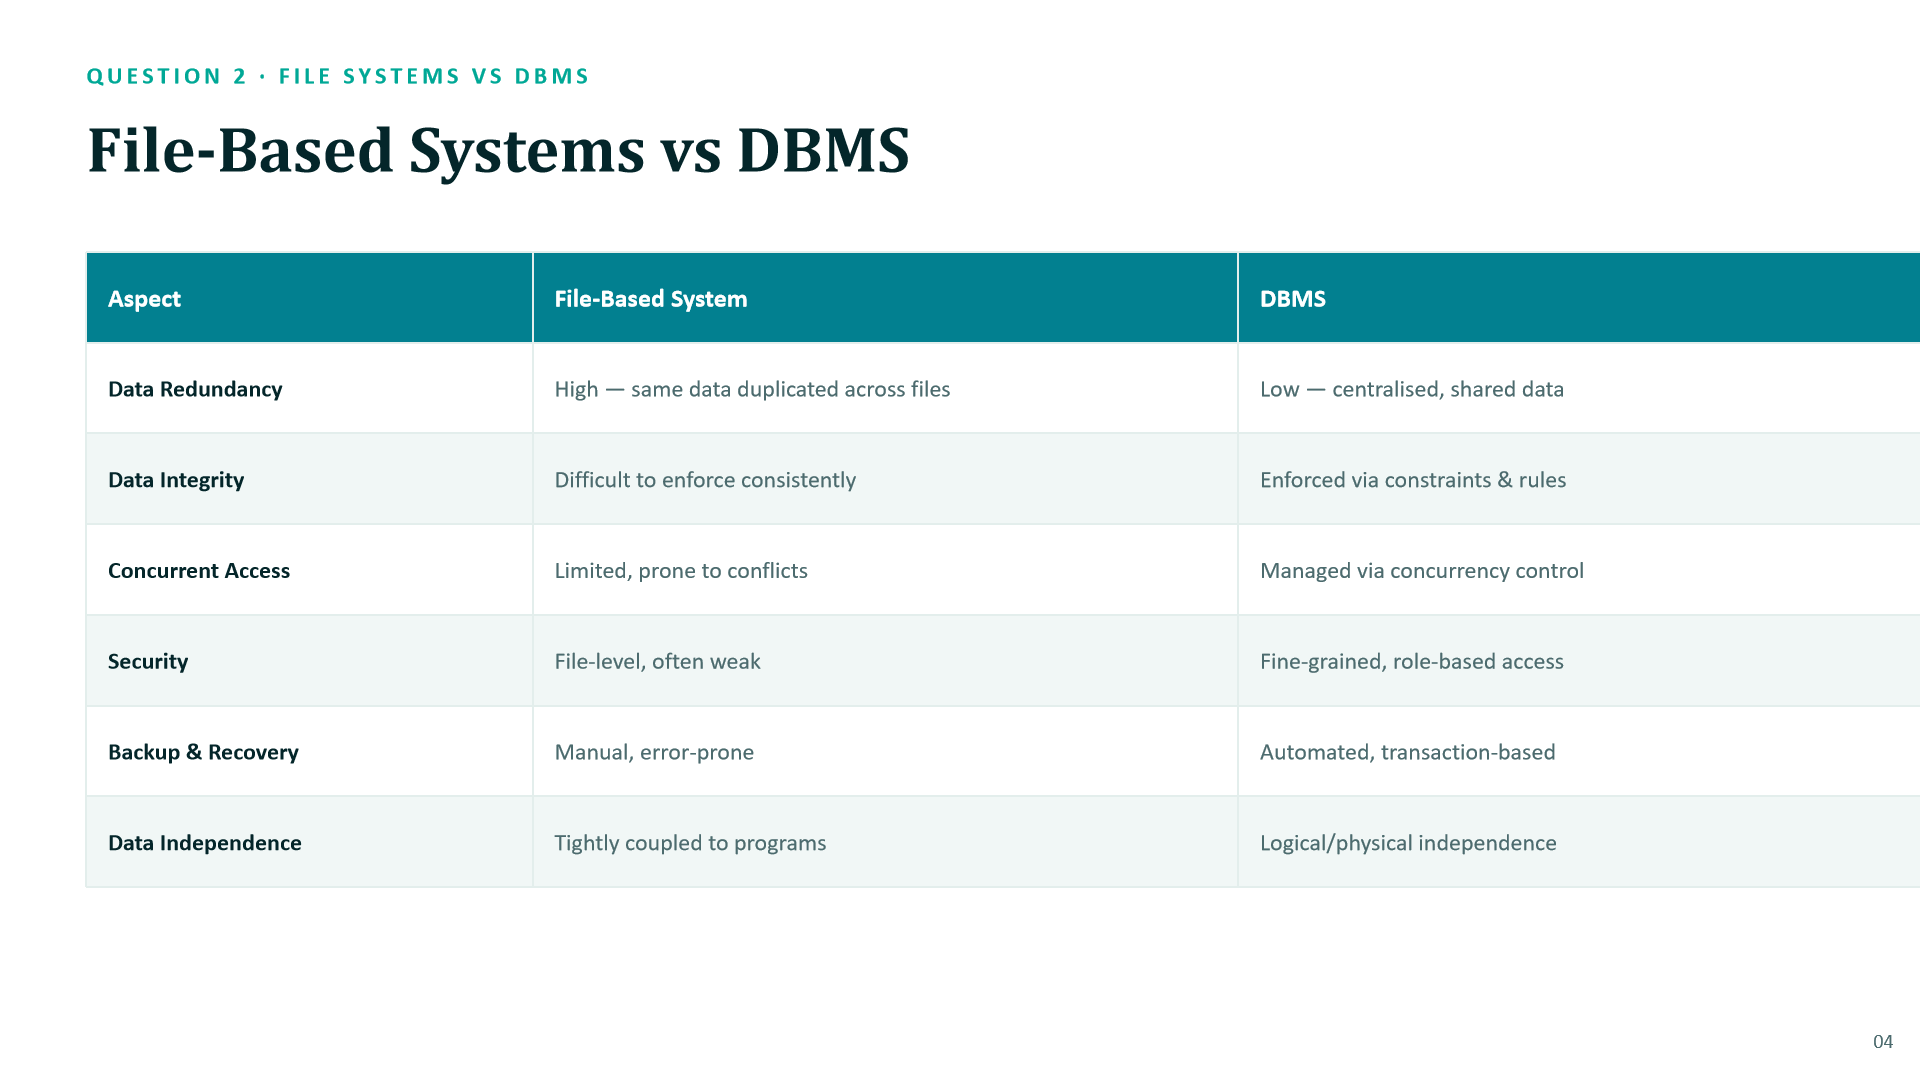 QUESTION 2 · FILE SYSTEMS VS DBMS
File-Based Systems vs DBMS
Aspect File-Based System DBMS
Data Redundancy High — same data duplicated across files Low — centralised, shared data
Data Integrity Difficult to enforce consistently Enforced via constraints & rules
Concurrent Access Limited, prone to conflicts Managed via concurrency control
Security File-level, often weak Fine-grained, role-based access
Backup & Recovery Manual, error-prone Automated, transaction-based
Data Independence Tightly coupled to programs Logical/physical independence
04